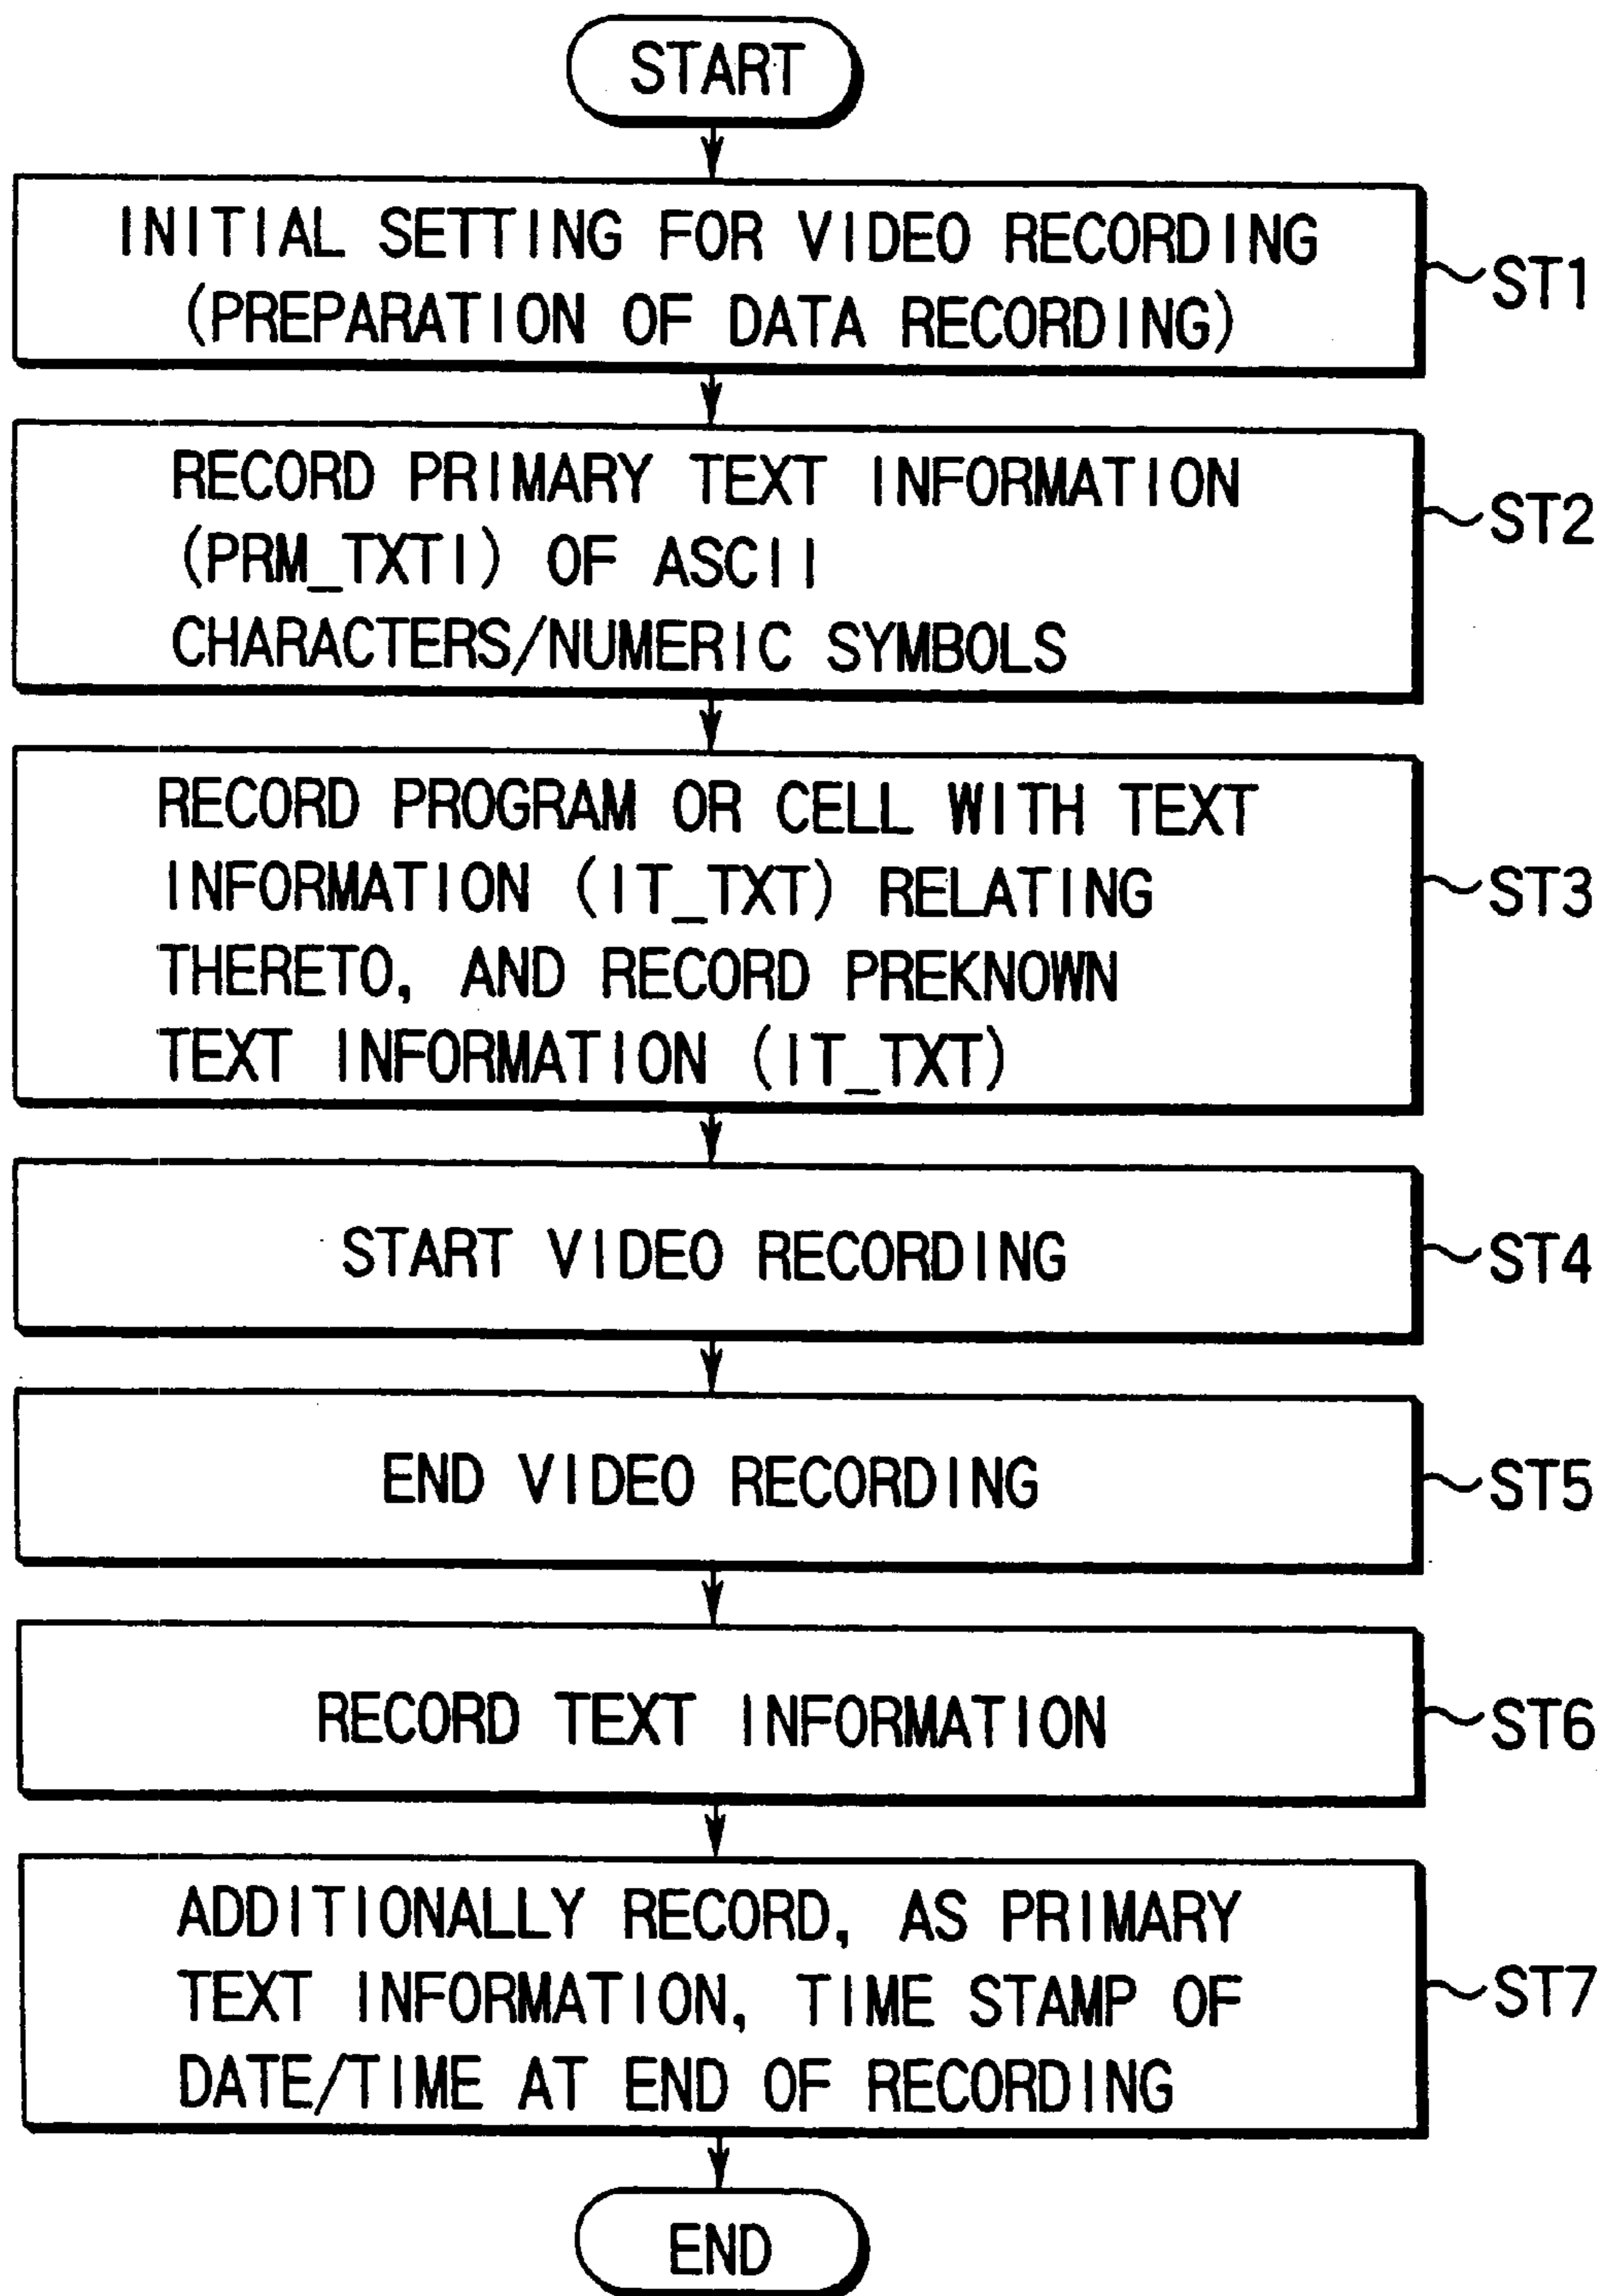 START
INITIAL SETTING FOR VIDEO RECORDING
(PREPARATION OF DATA RECORDING)
ST1
RECORD PRIMARY TEXT INFORMATION
(PRM_TXTI) OF ASCII
CHARACTERS/NUMERIC SYMBOLS
ST2
RECORD PROGRAM OR CELL WITH TEXT
INFORMATION (IT_TXT) RELATING
THERETO, AND RECORD PREKNOWN
TEXT INFORMATION (IT_TXT)
ST3
START VIDEO RECORDING
ST4
END VIDEO RECORDING
ST5
RECORD TEXT INFORMATION
ST6
ADDITIONALLY RECORD, AS PRIMARY
TEXT INFORMATION, TIME STAMP OF
DATE/TIME AT END OF RECORDING
ST7
END